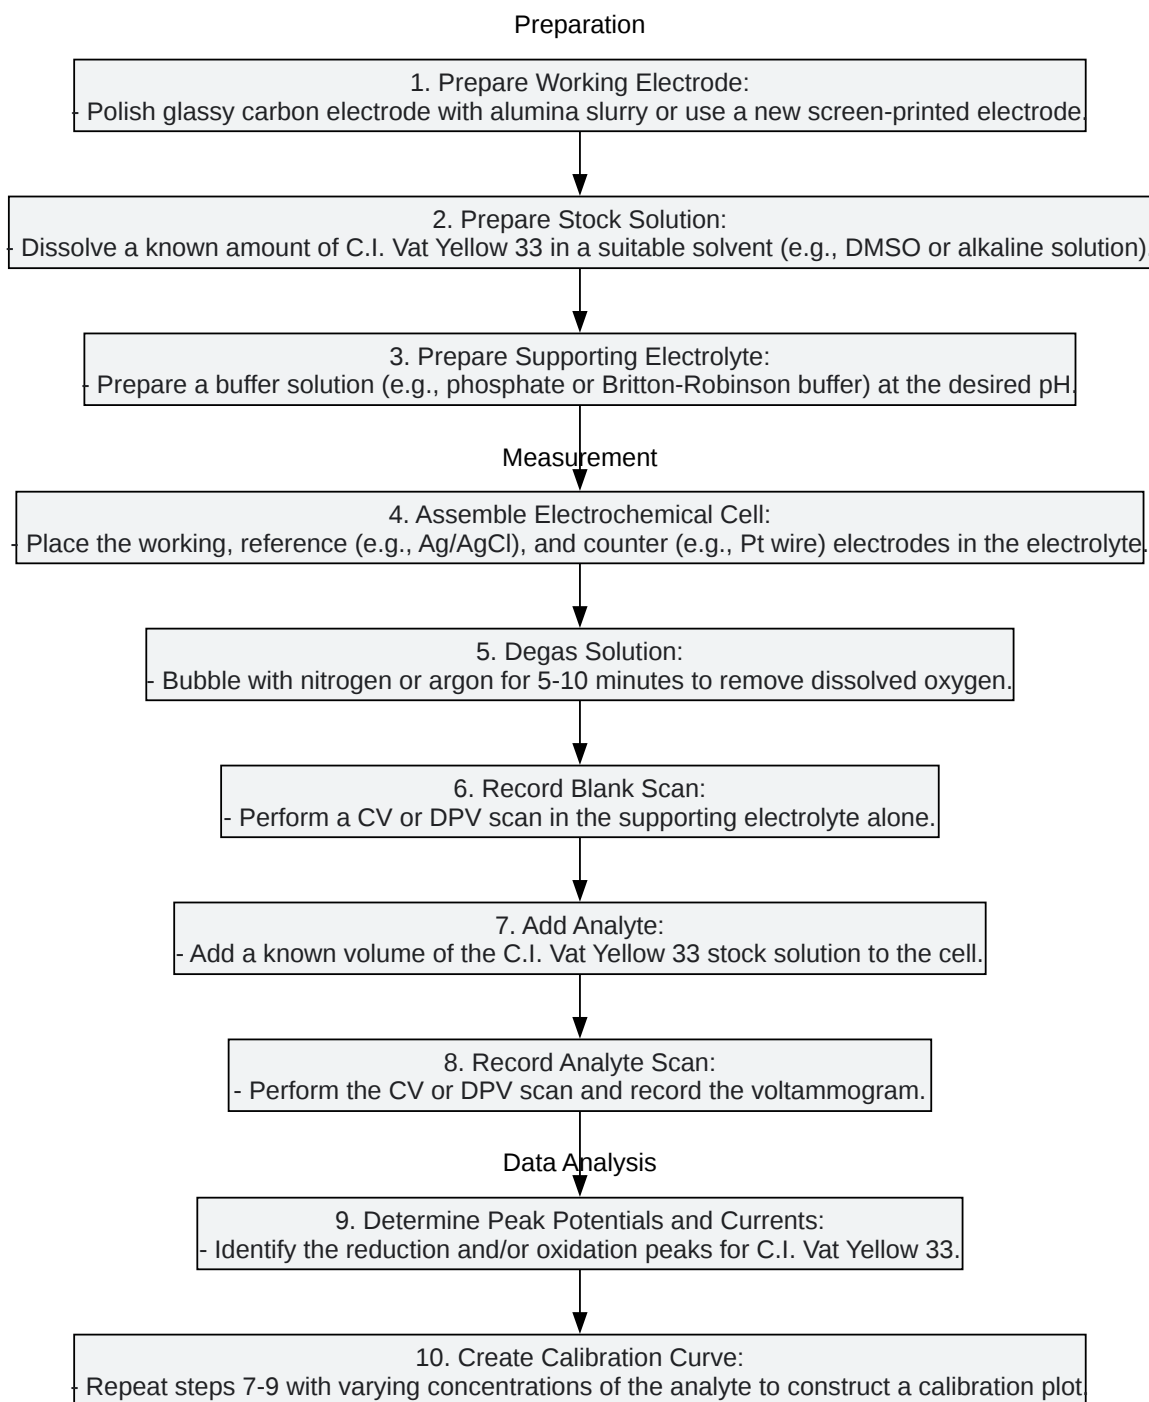 Preparation
1. Prepare Working Electrode:
- Polish glassy carbon electrode with alumina slurry or use a new screen-printed electrode.
2. Prepare Stock Solution:
- Dissolve a known amount of C.I. Vat Yellow 33 in a suitable solvent (e.g., DMSO or alkaline solution).
3. Prepare Supporting Electrolyte:
- Prepare a buffer solution (e.g., phosphate or Britton-Robinson buffer) at the desired pH.
Measurement
4. Assemble Electrochemical Cell:
- Place the working, reference (e.g., Ag/AgCl), and counter (e.g., Pt wire) electrodes in the electrolyte.
5. Degas Solution:
- Bubble with nitrogen or argon for 5-10 minutes to remove dissolved oxygen.
6. Record Blank Scan:
- Perform a CV or DPV scan in the supporting electrolyte alone.
7. Add Analyte:
- Add a known volume of the C.I. Vat Yellow 33 stock solution to the cell.
8. Record Analyte Scan:
- Perform the CV or DPV scan and record the voltammogram.
Data Analysis
9. Determine Peak Potentials and Currents:
- Identify the reduction and/or oxidation peaks for C.I. Vat Yellow 33.
10. Create Calibration Curve:
- Repeat steps 7-9 with varying concentrations of the analyte to construct a calibration plot.